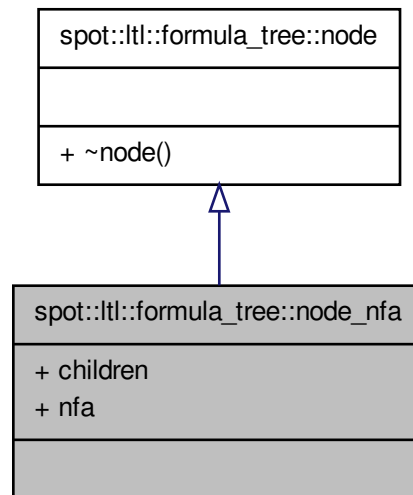 spot::ltl::formula_tree::node
+ ~node()
spot::ltl::formula_tree::node_nfa
+ children
+ nfa